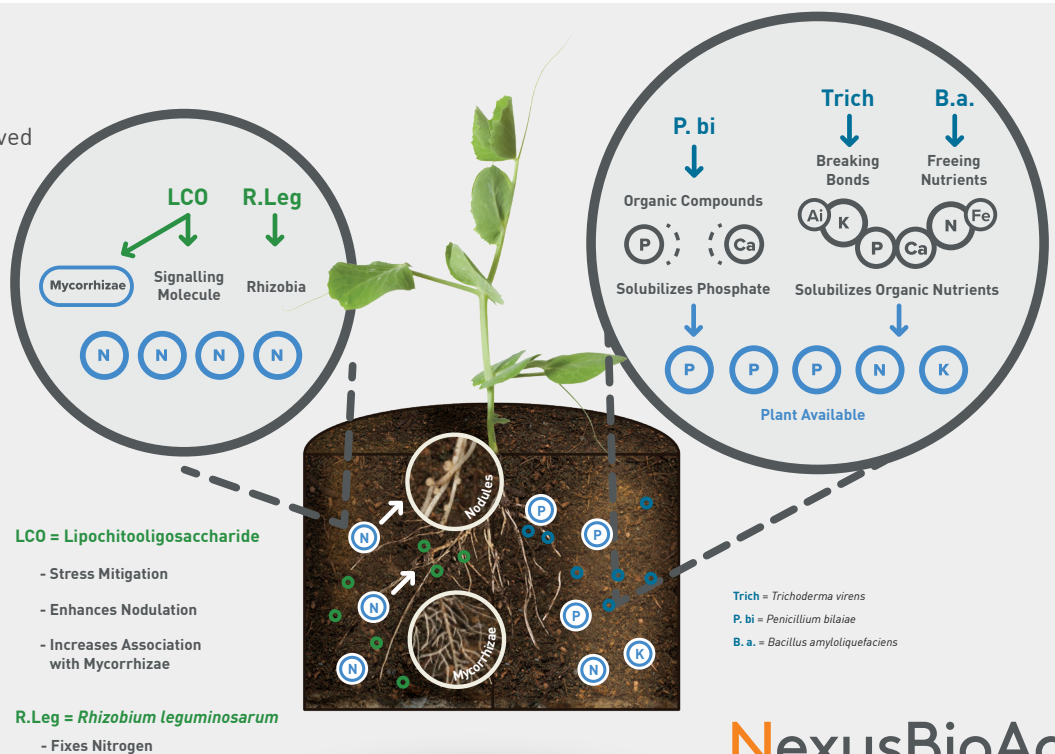 LCO R.Leg
Mycorrhizae
Signalling
Molecule
Rhizobia
N N N N
P. bi
Organic Compounds
P Ca
Solubilizes Phosphate
Trich
Breaking
Bonds
B.a.
Freeing
Nutrients
Ai K P Ca N Fe
Solubilizes Organic Nutrients
P P P N K
Plant Available
Nodules
N
N
N
P
P
P
N
K
Mycorrhizae
LCO = Lipochitooligosaccharide
- Stress Mitigation
- Enhances Nodulation
- Increases Association
with Mycorrhizae
R.Leg = Rhizobium leguminosarum
- Fixes Nitrogen
Trich = Trichoderma virens
P. bi = Penicillium bilaiae
B. a. = Bacillus amyloliquefaciens